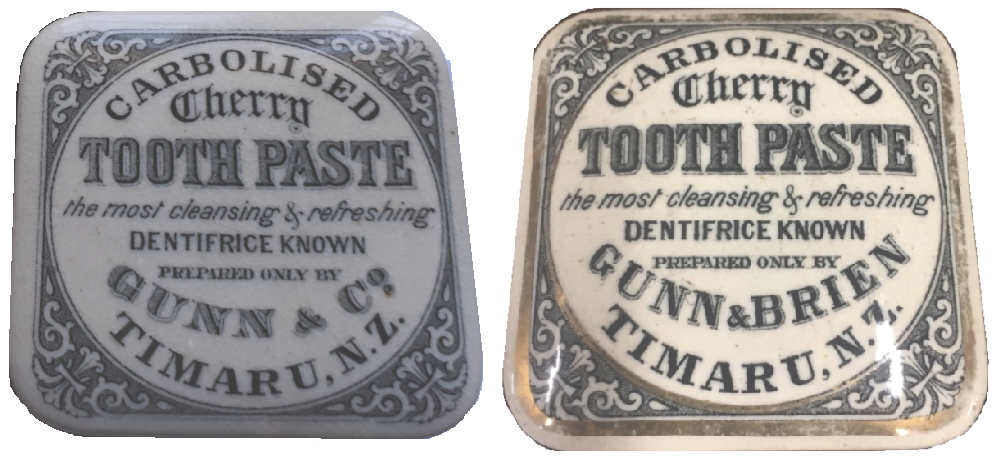 CARBOLISED
Cherry
TOOTH PASTE
the most cleansing & refreshing
DENTIFRICE KNOWN
PREPARED ONLY BY
GUNN & Co.
TIMARU, N.Z.
CARBOLISED
Cherry
TOOTH PASTE
the most cleansing & refreshing
DENTIFRICE KNOWN
PREPARED ONLY BY
GUNN & BRIEN
TIMARU, N.Z.